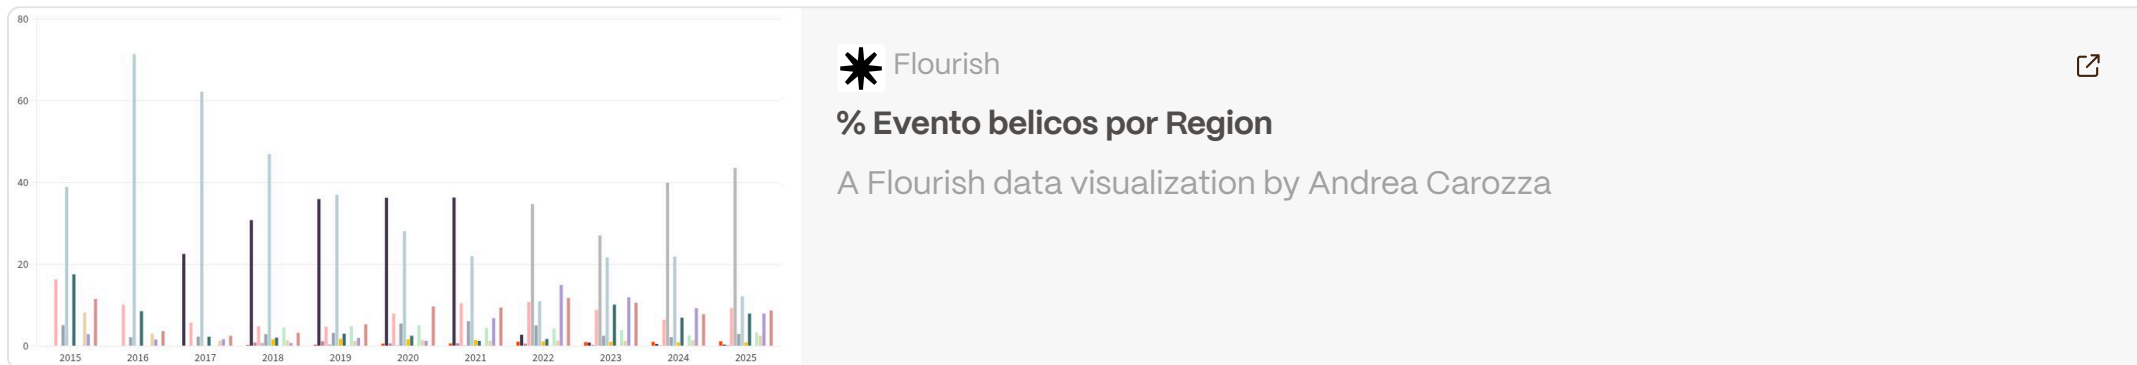 80
60
40
20
0
2015 2016 2017 2018 2019 2020 2021 2022 2023 2024 2025
Flourish
% Evento belicos por Region
A Flourish data visualization by Andrea Carozza